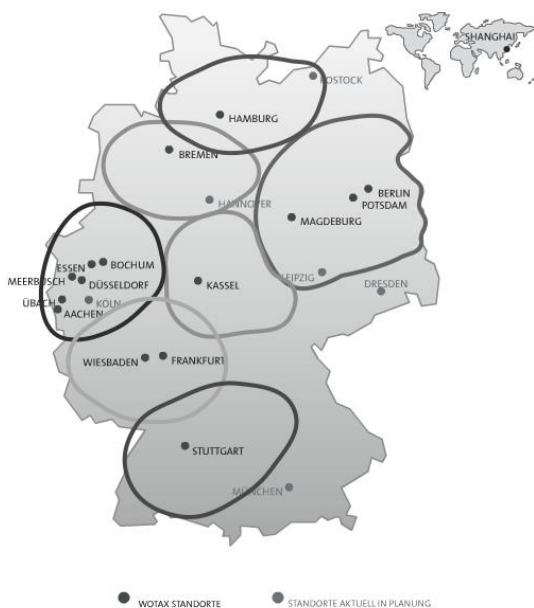 SHANGHAI
ROSTOCK
HAMBURG
BREMEN
HANNOVER
BERLIN
POTSDAM
MAGDEBURG
ESSEN
BOCHUM
MEERBUSCH
DÜSSELDORF
ÜBACH
KÖLN
AACHEN
KASSEL
LEIPZIG
DRESDEN
WIESBADEN
FRANKFURT
STUTTGART
MÜNCHEN
WOTAX STANDORTE
STANDORTE AKTUELL IN PLANUNG